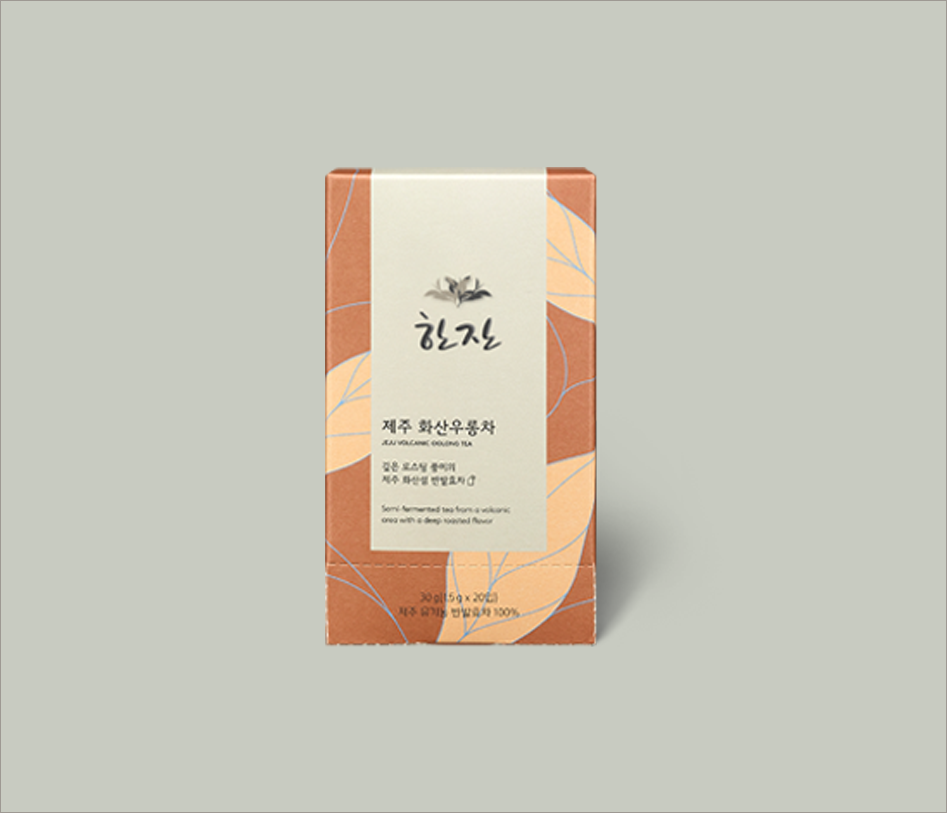 한잔
제주 화산우롱차
JEJU VOLCANIC OOLONG TEA
깊은 로스팅 풍미의
제주 화산섬 반발효차
Semi-fermented tea from a volcanic
area with a deep roasted flavor
30 g(1.5 g x 20입)
제주 유기농 반발효차 100%